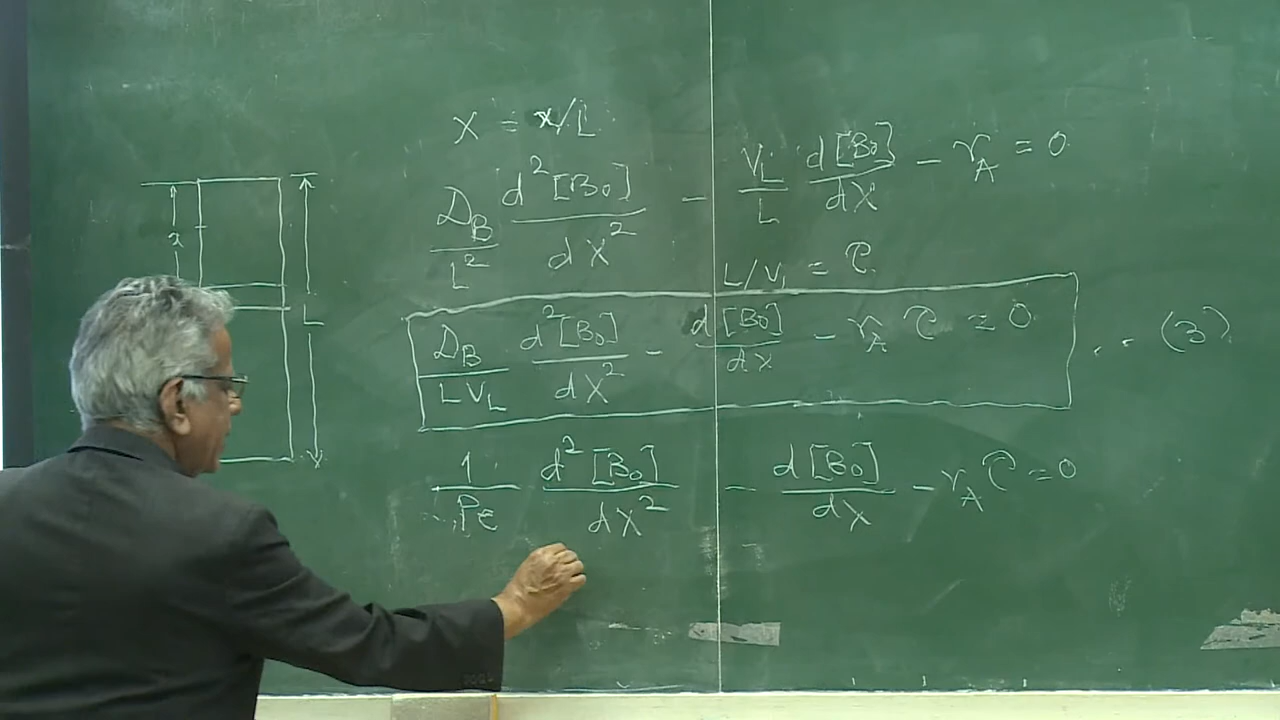 X = x/L
D_B/L² d²[B₀]/dX² − V_L/L d[B₀]/dX − r_A = 0
L/V_L = τ
x
L
D_B/LV_L d²[B₀]/dX² − d[B₀]/dx − r_A τ = 0 .. (3)
1/Pe d²[B₀]/dX² − d[B₀]/dX − r_A τ = 0